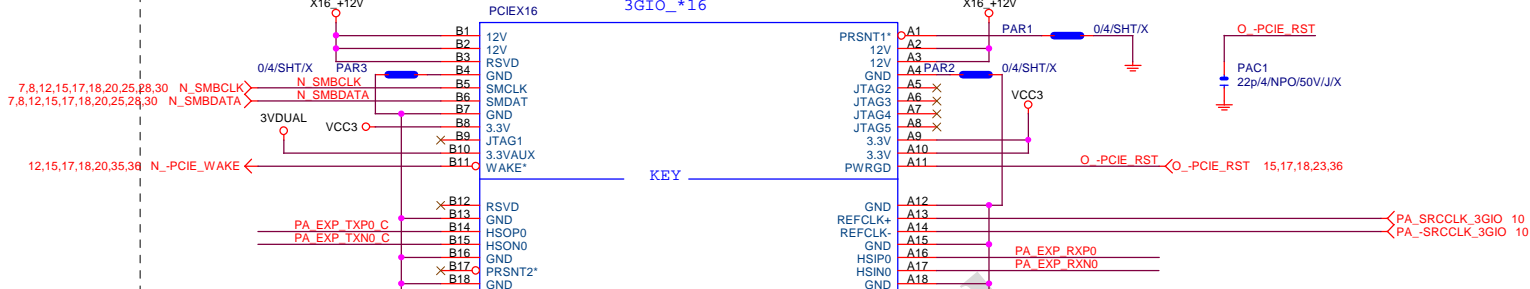 X16_+12V PCIEX16 3GIO_*16 X16_+12V
B1 12V PRSNT1* A1 PAR1 0/4/SHT/X O_-PCIE_RST
B2 12V 12V A2
B3 RSVD 12V A3
0/4/SHT/X PAR3 B4 GND GND A4 PAR2 0/4/SHT/X PAC1
7,8,12,15,17,18,20,25,28,30 N_SMBCLK N_SMBCLK B5 SMCLK JTAG2 A5 22p/4/NPO/50V/J/X
7,8,12,15,17,18,20,25,28,30 N_SMBDATA N_SMBDATA B6 SMDAT JTAG3 A6 VCC3
B7 GND JTAG4 A7
3VDUAL VCC3 B8 3.3V JTAG5 A8
B9 JTAG1 3.3V A9
B10 3.3VAUX 3.3V A10
12,15,17,18,20,35,36 N_-PCIE_WAKE B11 WAKE* PWRGD A11 O_-PCIE_RST O_-PCIE_RST 15,17,18,23,36
KEY
B12 RSVD GND A12
B13 GND REFCLK+ A13 PA_SRCCLK_3GIO 10
PA_EXP_TXP0_C B14 HSOP0 REFCLK- A14 PA_-SRCCLK_3GIO 10
PA_EXP_TXN0_C B15 HSON0 GND A15
B16 GND HSIP0 A16 PA_EXP_RXP0
B17 PRSNT2* HSIN0 A17 PA_EXP_RXN0
B18 GND GND A18